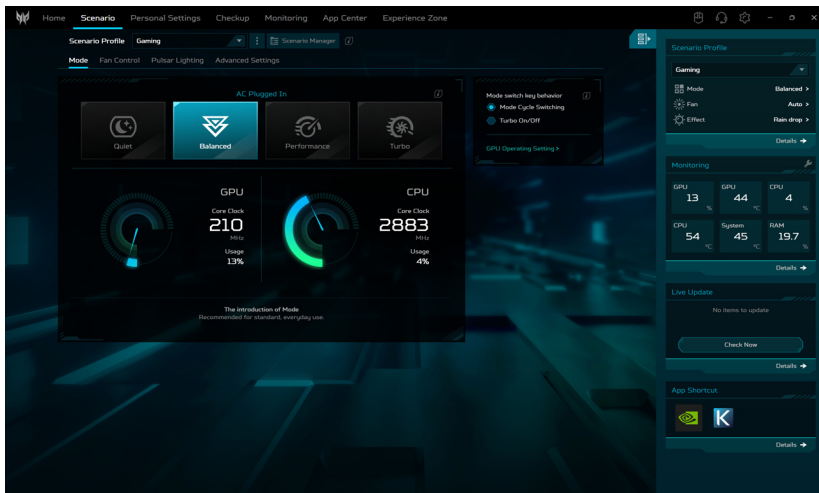 Home Scenario Personal Settings Checkup Monitoring App Center Experience Zone
Scenario Profile Gaming Scenario Manager
Mode Fan Control Pulsar Lighting Advanced Settings
AC Plugged In
Quiet Balanced Performance Turbo
GPU
Core Clock
210
MHz
Usage
13%
CPU
Core Clock
2883
MHz
Usage
4%
The introduction of Mode
Recommended for standard, everyday use.
Mode switch key behavior
Mode Cycle Switching
Turbo On/Off
GPU Operating Setting >
Scenario Profile
Gaming
Mode Balanced >
Fan Auto >
Effect Rain drop >
Details →
Monitoring
GPU 13 %
GPU 44 °C
CPU 4 %
CPU 54 °C
System 45 °C
RAM 19.7 %
Details →
Live Update
No items to update
Check Now
Details →
App Shortcut
K
Details →